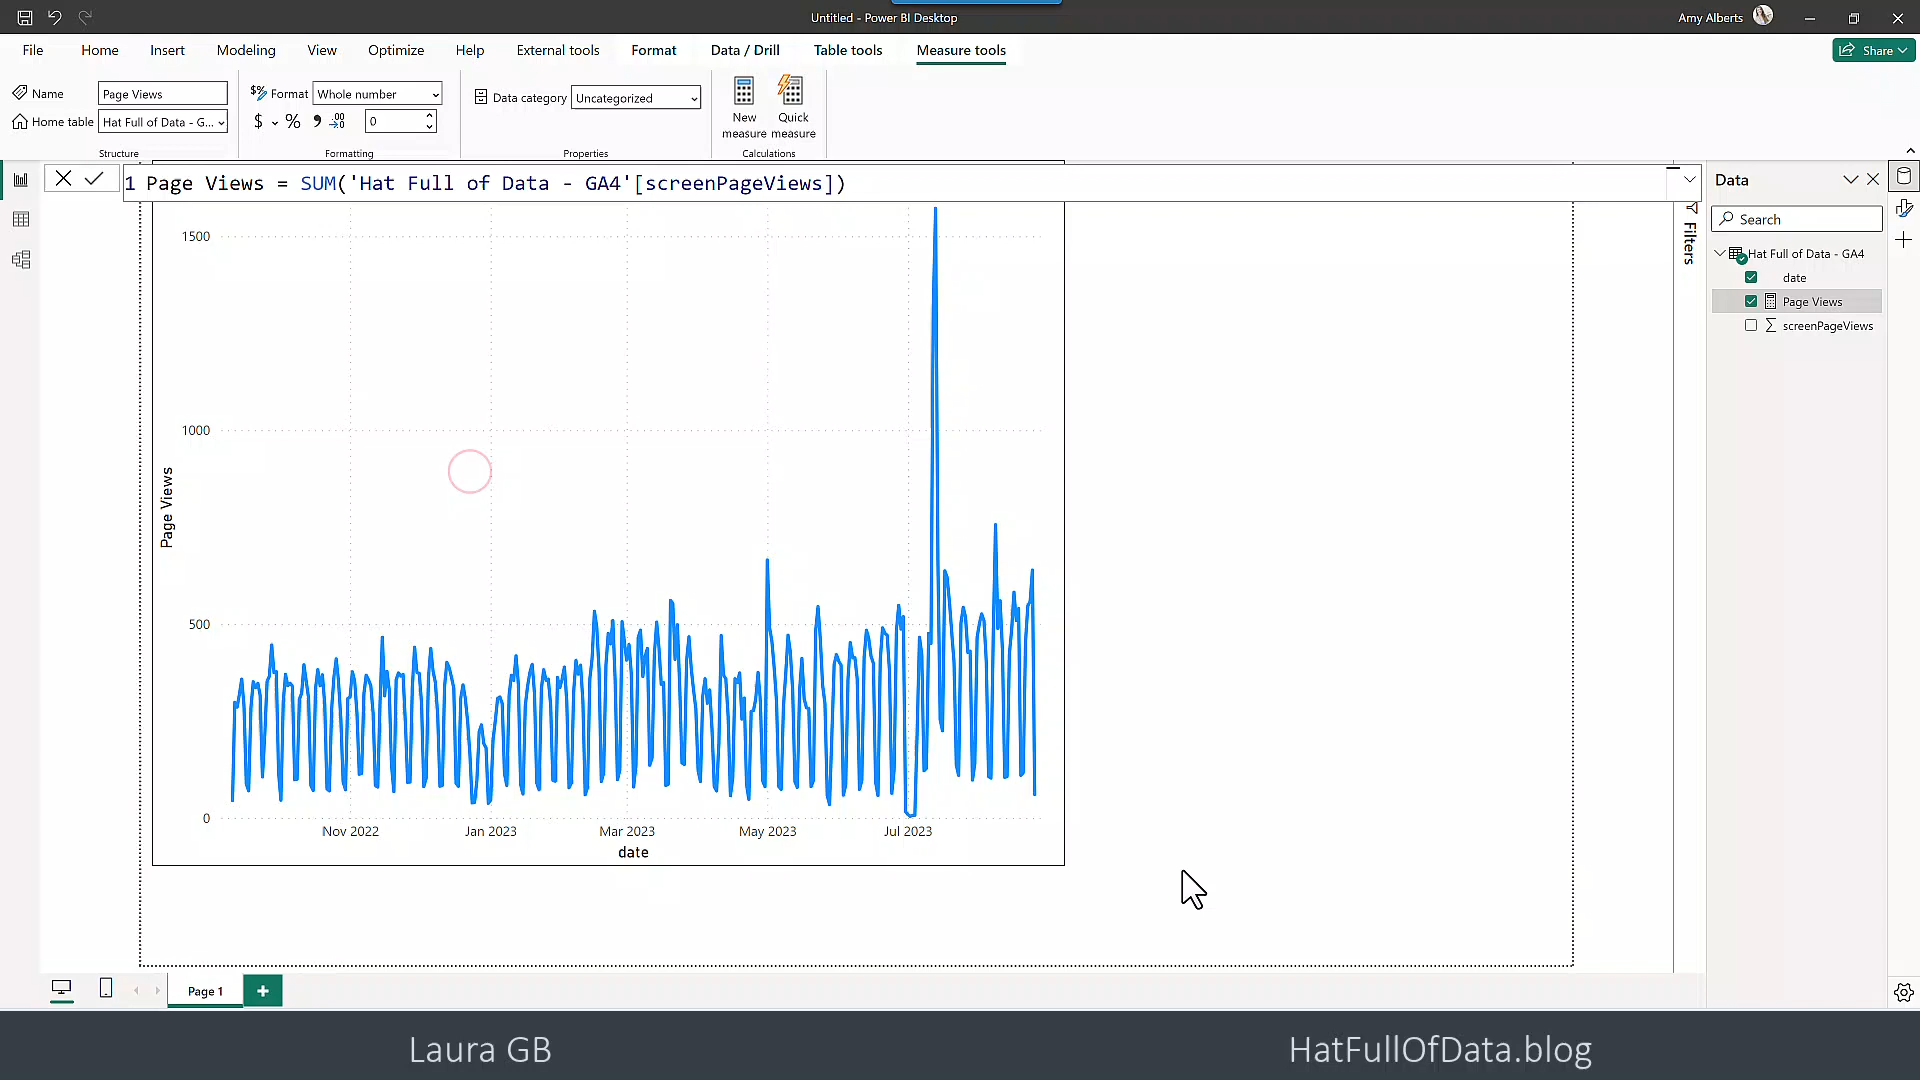 Untitled - Power BI Desktop
Amy Alberts
File Home Insert Modeling View Optimize Help External tools Format Data / Drill Table tools Measure tools
Share
Name Page Views
Home table Hat Full of Data - G...
Structure
Format Whole number
$ % 0
Formatting
Data category Uncategorized
Properties
New measure
Quick measure
Calculations
1 Page Views = SUM('Hat Full of Data - GA4'[screenPageViews])
Filters
Data
Search
Hat Full of Data - GA4
date
Page Views
screenPageViews
1500
1000
500
0
Page Views
Nov 2022 Jan 2023 Mar 2023 May 2023 Jul 2023
date
Page 1
Laura GB
HatFullOfData.blog